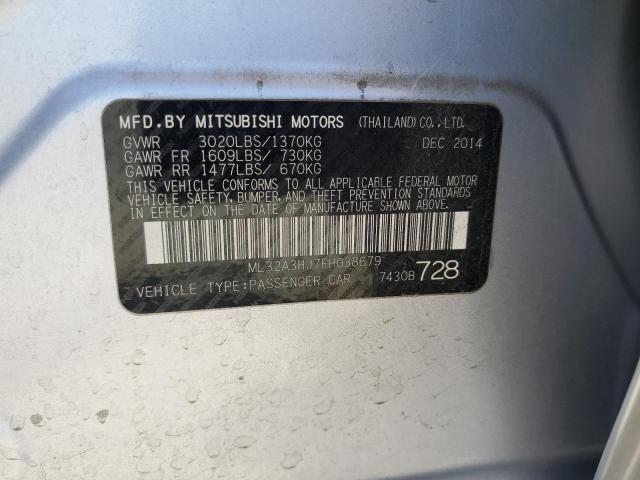 MFD.BY MITSUBISHI MOTORS (THAILAND) CO.,LTD.
GVWR 3020LBS/1370KG DEC 2014
GAWR FR 1609LBS/ 730KG
GAWR RR 1477LBS/ 670KG
THIS VEHICLE CONFORMS TO ALL APPLICABLE FEDERAL MOTOR
VEHICLE SAFETY, BUMPER, AND THEFT PREVENTION STANDARDS
IN EFFECT ON THE DATE OF MANUFACTURE SHOWN ABOVE.
ML32A3HJ7FH038679
VEHICLE TYPE:PASSENGER CAR 7430B 728